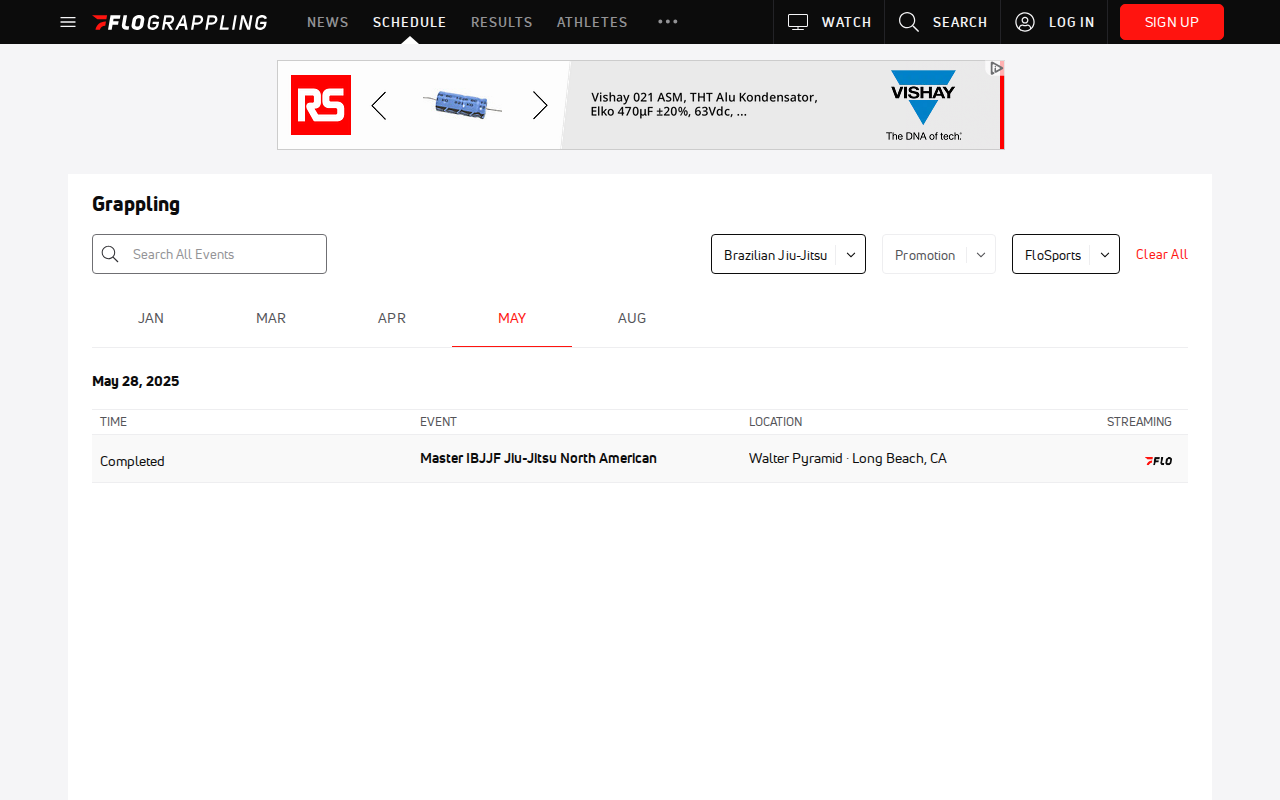 FLOGRAPPLING
NEWS
SCHEDULE
RESULTS
ATHLETES
WATCH
SEARCH
LOG IN
SIGN UP
RS
Vishay 021 ASM, THT Alu Kondensator,
Elko 470µF ±20%, 63Vdc, ...
VISHAY
The DNA of tech.
Grappling
Search All Events
Brazilian Jiu-Jitsu
Promotion
FloSports
Clear All
JAN
MAR
APR
MAY
AUG
May 28, 2025
TIME
EVENT
LOCATION
STREAMING
Completed
Master IBJJF Jiu-Jitsu North American
Walter Pyramid · Long Beach, CA
FLO